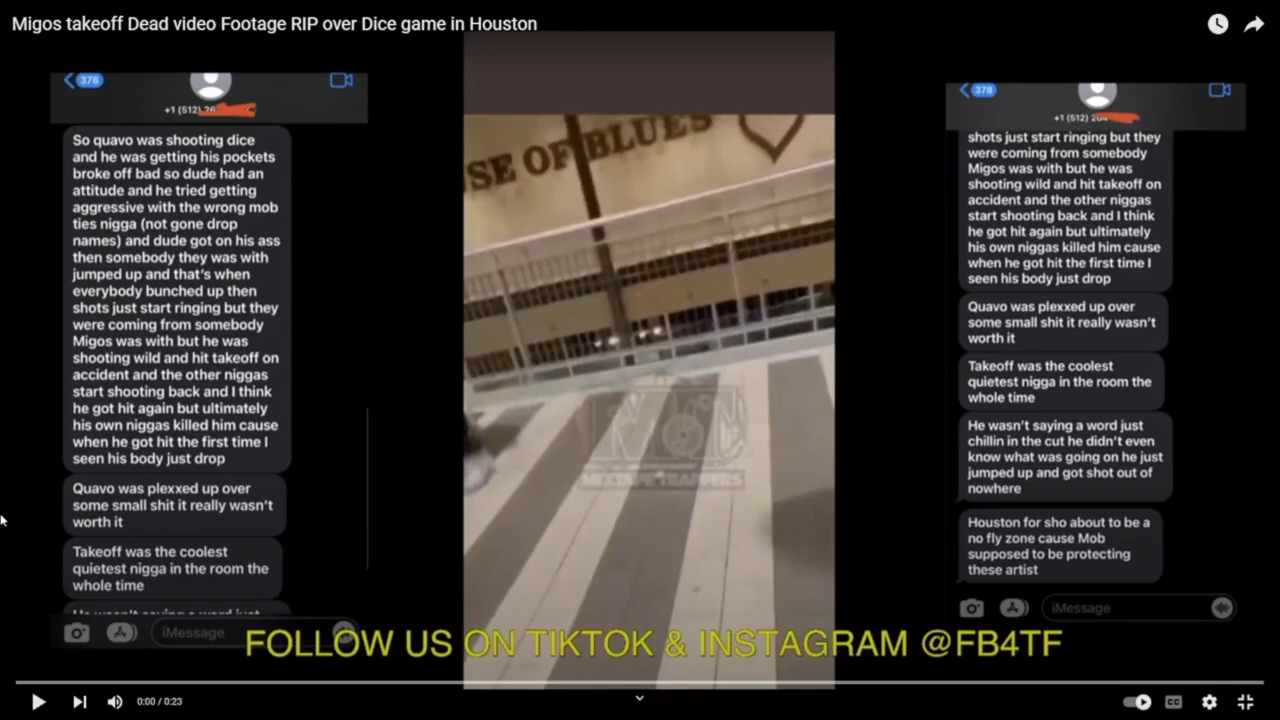 Migos takeoff Dead video Footage RIP over Dice game in Houston
378
+1 (512) 26
So quavo was shooting dice
and he was getting his pockets
broke off bad so dude had an
attitude and he tried getting
aggressive with the wrong mob
ties nigga (not gone drop
names) and dude got on his ass
then somebody they was with
jumped up and that's when
everybody bunched up then
shots just start ringing but they
were coming from somebody
Migos was with but he was
shooting wild and hit takeoff on
accident and the other niggas
start shooting back and I think
he got hit again but ultimately
his own niggas killed him cause
when he got hit the first time I
seen his body just drop
Quavo was plexxed up over
some small shit it really wasn't
worth it
Takeoff was the coolest
quietest nigga in the room the
whole time
He wasn't saying a word just
iMessage
SE OF BLUES
MIXTAPE TRAPPERS
378
+1 (512)
shots just start ringing but they
were coming from somebody
Migos was with but he was
shooting wild and hit takeoff on
accident and the other niggas
start shooting back and I think
he got hit again but ultimately
his own niggas killed him cause
when he got hit the first time I
seen his body just drop
Quavo was plexxed up over
some small shit it really wasn't
worth it
Takeoff was the coolest
quietest nigga in the room the
whole time
He wasn't saying a word just
chillin in the cut he didn't even
know what was going on he just
jumped up and got shot out of
nowhere
Houston for sho about to be a
no fly zone cause Mob
supposed to be protecting
these artist
iMessage
FOLLOW US ON TIKTOK & INSTAGRAM @FB4TF
0:00 / 0:23
CC